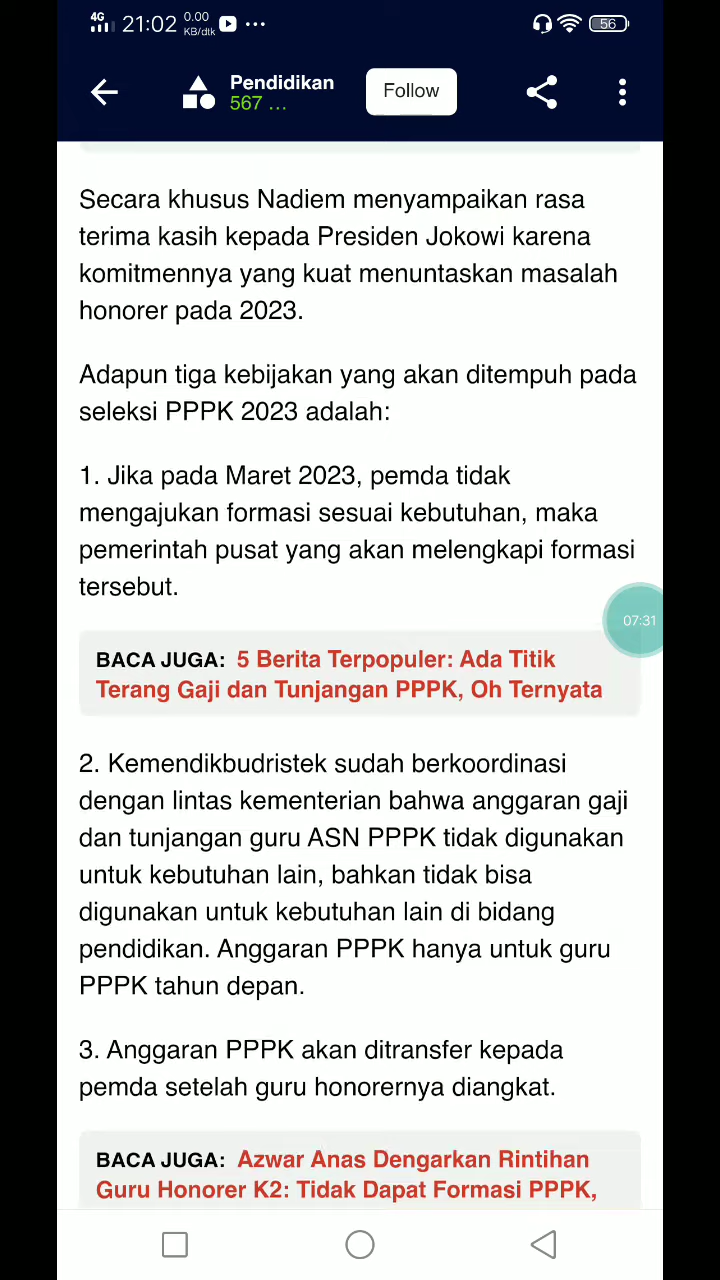 4G 21:02 0.00 KB/dtk ... 56
Pendidikan
567 ...
Follow
Secara khusus Nadiem menyampaikan rasa
terima kasih kepada Presiden Jokowi karena
komitmennya yang kuat menuntaskan masalah
honorer pada 2023.
Adapun tiga kebijakan yang akan ditempuh pada
seleksi PPPK 2023 adalah:
1. Jika pada Maret 2023, pemda tidak
mengajukan formasi sesuai kebutuhan, maka
pemerintah pusat yang akan melengkapi formasi
tersebut.
07:31
BACA JUGA: 5 Berita Terpopuler: Ada Titik
Terang Gaji dan Tunjangan PPPK, Oh Ternyata
2. Kemendikbudristek sudah berkoordinasi
dengan lintas kementerian bahwa anggaran gaji
dan tunjangan guru ASN PPPK tidak digunakan
untuk kebutuhan lain, bahkan tidak bisa
digunakan untuk kebutuhan lain di bidang
pendidikan. Anggaran PPPK hanya untuk guru
PPPK tahun depan.
3. Anggaran PPPK akan ditransfer kepada
pemda setelah guru honorernya diangkat.
BACA JUGA: Azwar Anas Dengarkan Rintihan
Guru Honorer K2: Tidak Dapat Formasi PPPK,